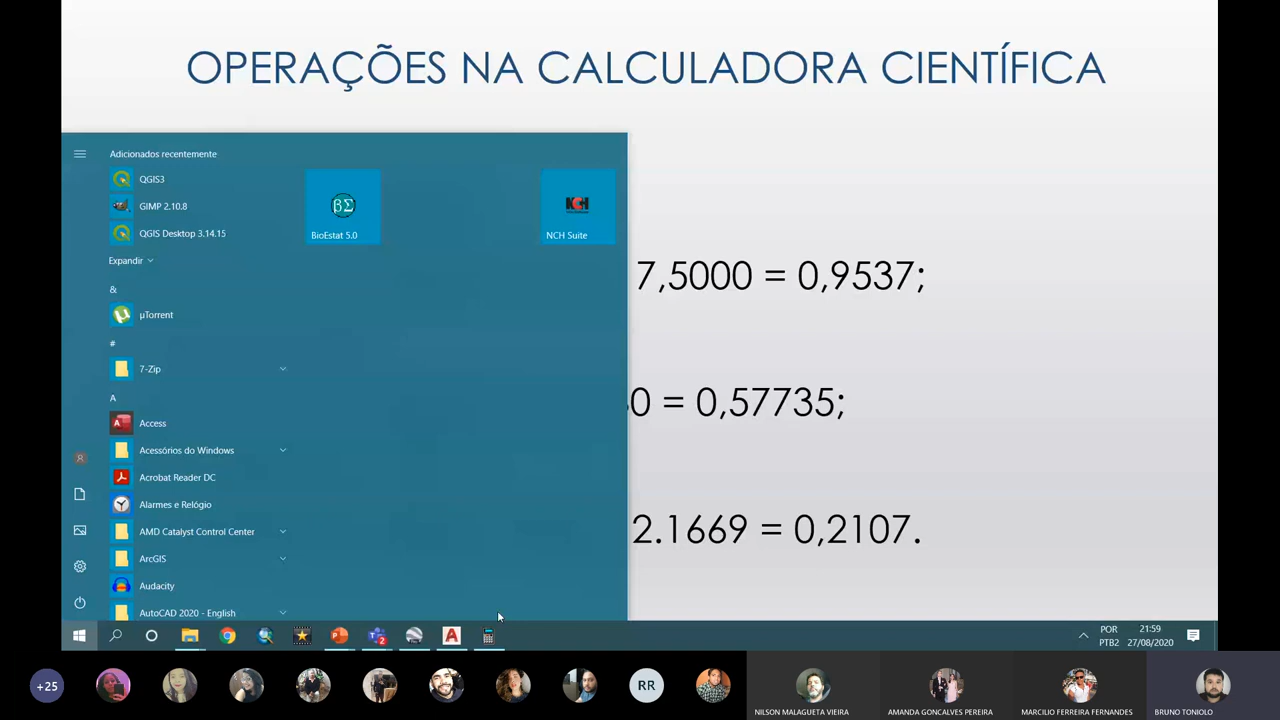 OPERAÇÕES NA CALCULADORA CIENTÍFICA
Adicionados recentemente
QGIS3
GIMP 2.10.8
QGIS Desktop 3.14.15
Expandir
βΣ
BioEstat 5.0
NCH
NCH Suite
&
µTorrent
#
7-Zip
A
Access
Acessórios do Windows
Acrobat Reader DC
Alarmes e Relógio
AMD Catalyst Control Center
ArcGIS
Audacity
AutoCAD 2020 - English
7,5000 = 0,9537;
0 = 0,57735;
2.1669 = 0,2107.
POR
PTB2
21:59
27/08/2020
+25
RR
NILSON MALAGUETA VIEIRA
AMANDA GONCALVES PEREIRA
MARCILIO FERREIRA FERNANDES
BRUNO TONIOLO